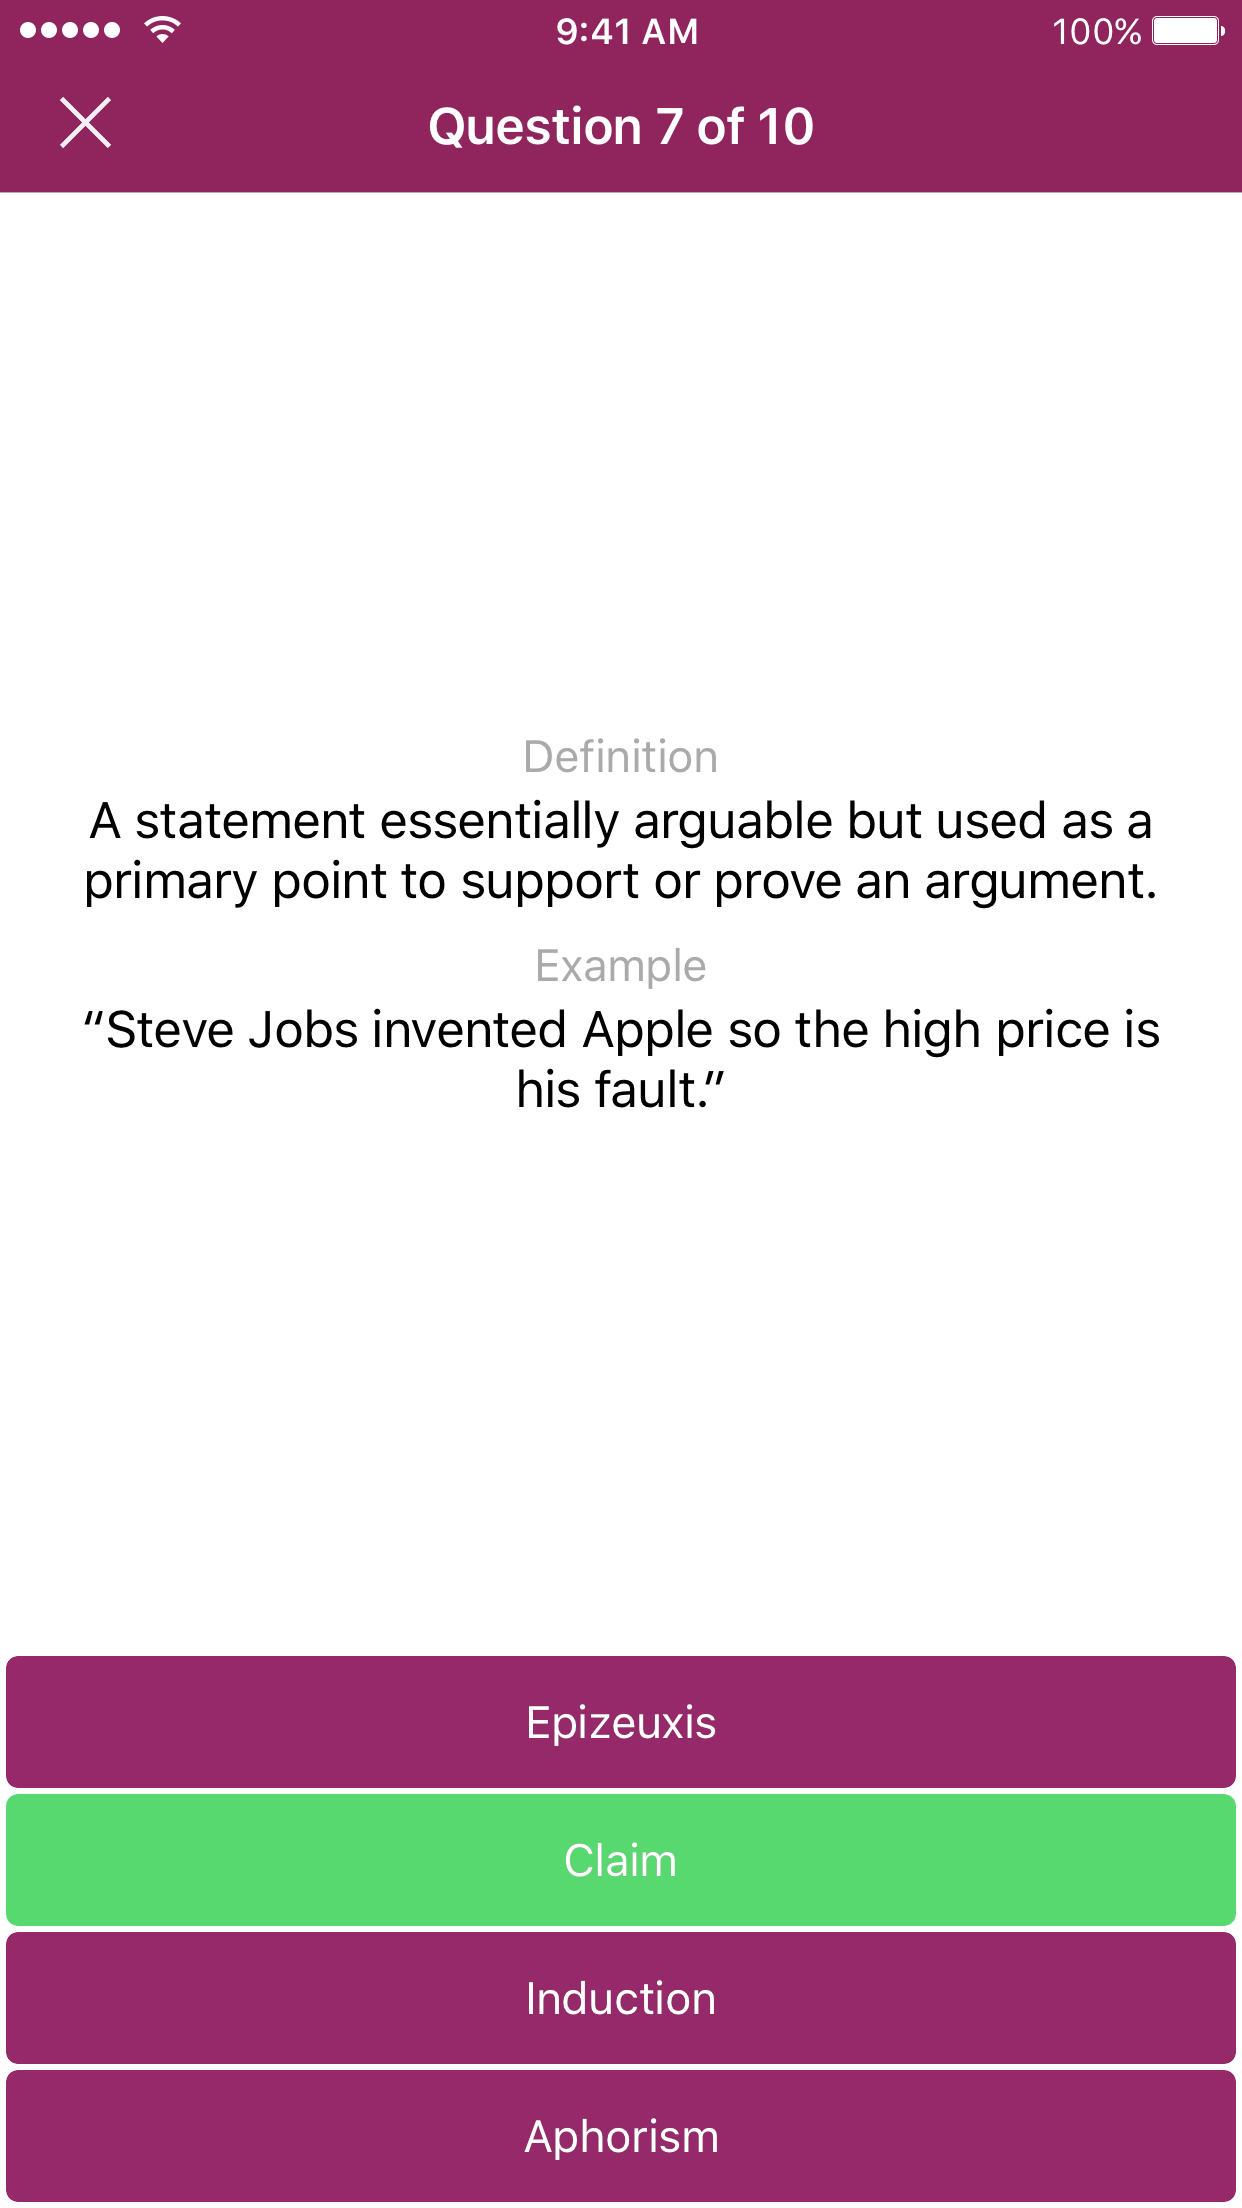 9:41 AM
100%
Question 7 of 10
Definition
A statement essentially arguable but used as a
primary point to support or prove an argument.
Example
“Steve Jobs invented Apple so the high price is
his fault.”
Epizeuxis
Claim
Induction
Aphorism